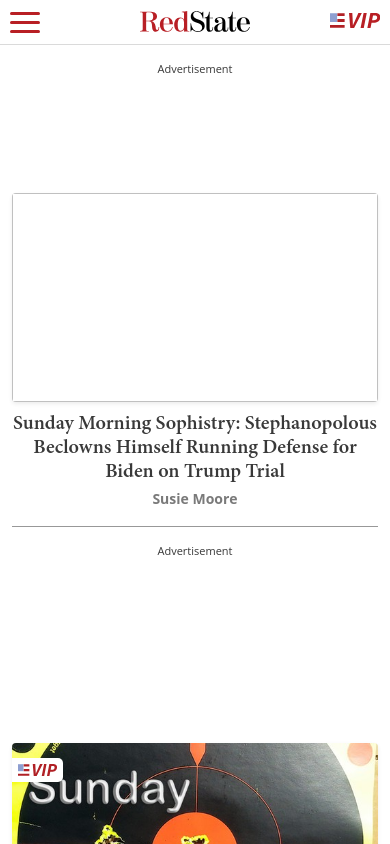 RedState
VIP
Advertisement
Sunday Morning Sophistry: Stephanopolous
Beclowns Himself Running Defense for
Biden on Trump Trial
Susie Moore
Advertisement
VIP
Sunday